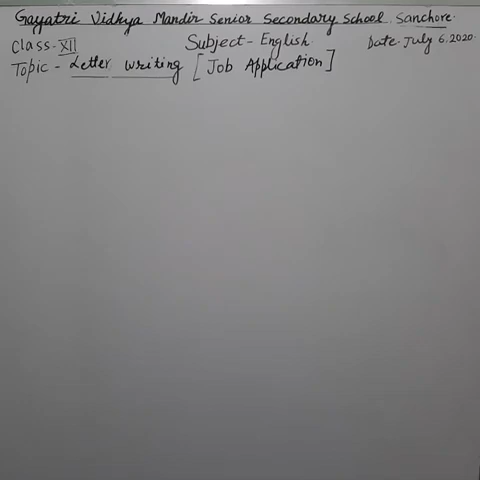 Gayatri Vidhya Mandir Senior Secondary School. Sanchore.
Class-XII Subject-English. Date-July 6.2020.
Topic - Letter writing [Job Application]